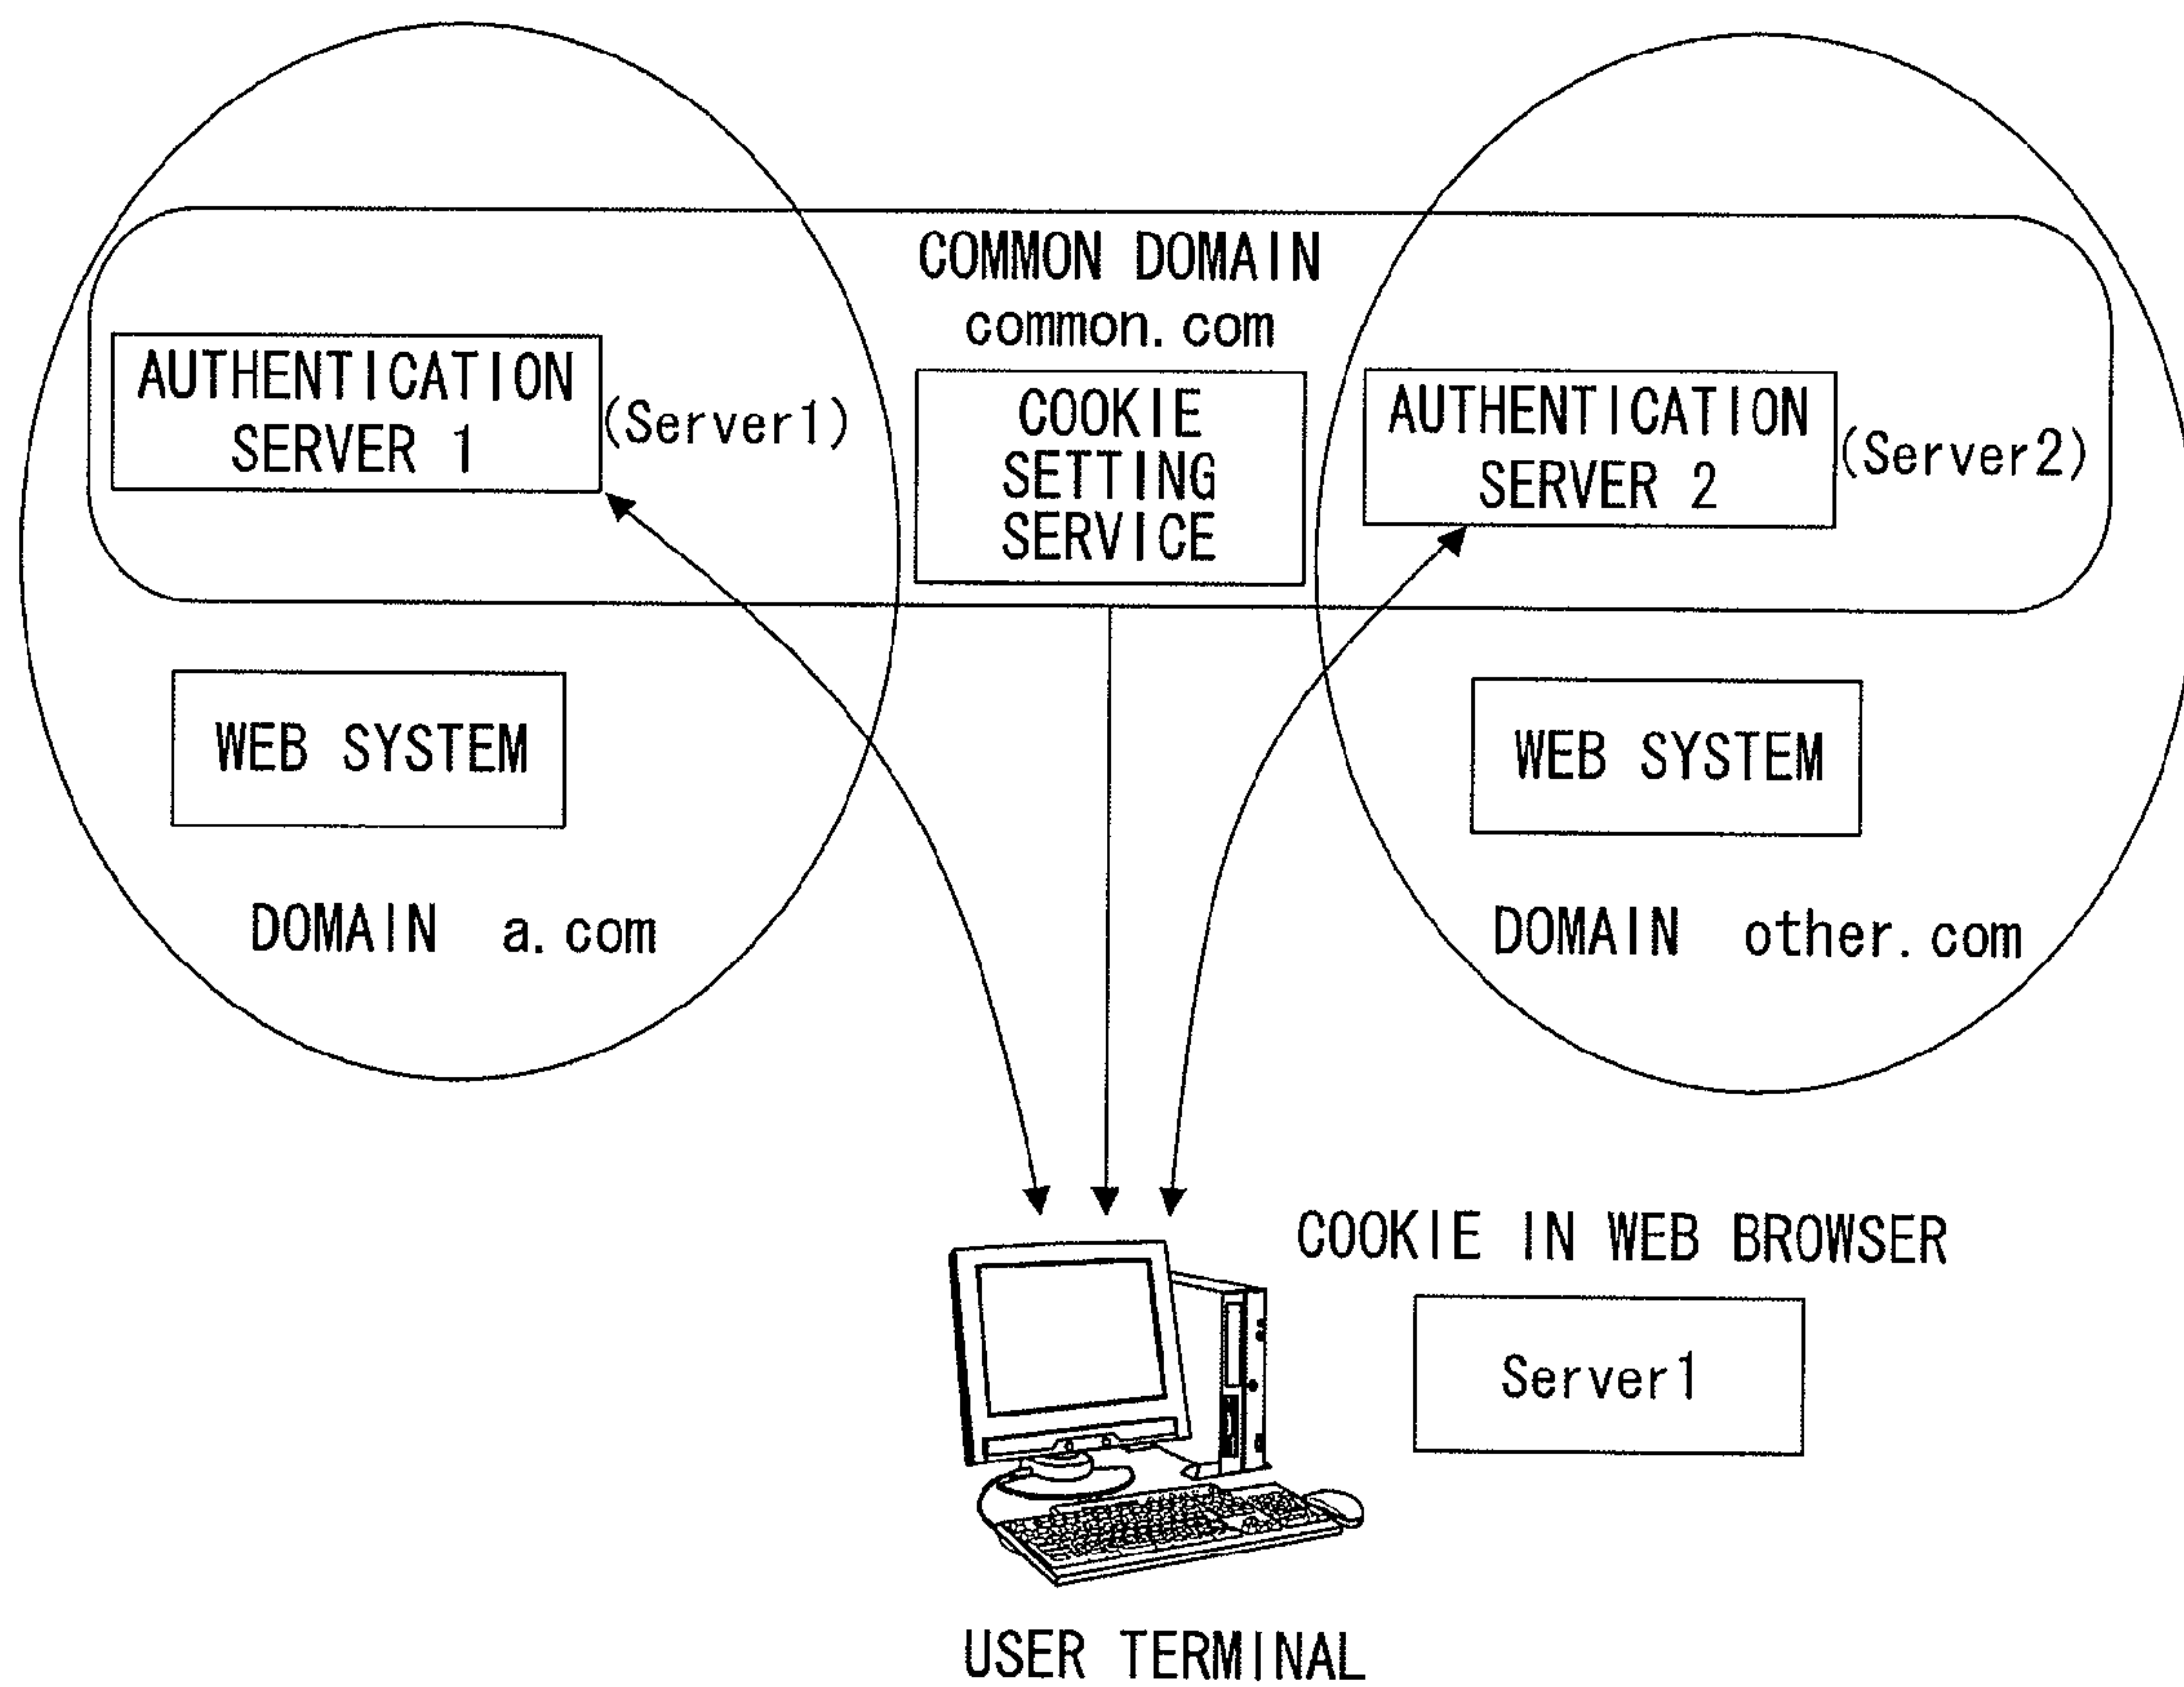 COMMON DOMAIN
common.com
AUTHENTICATION
SERVER 1
(Server1)
COOKIE
SETTING
SERVICE
AUTHENTICATION
SERVER 2
(Server2)
WEB SYSTEM
WEB SYSTEM
DOMAIN a.com
DOMAIN other.com
COOKIE IN WEB BROWSER
Server1
USER TERMINAL